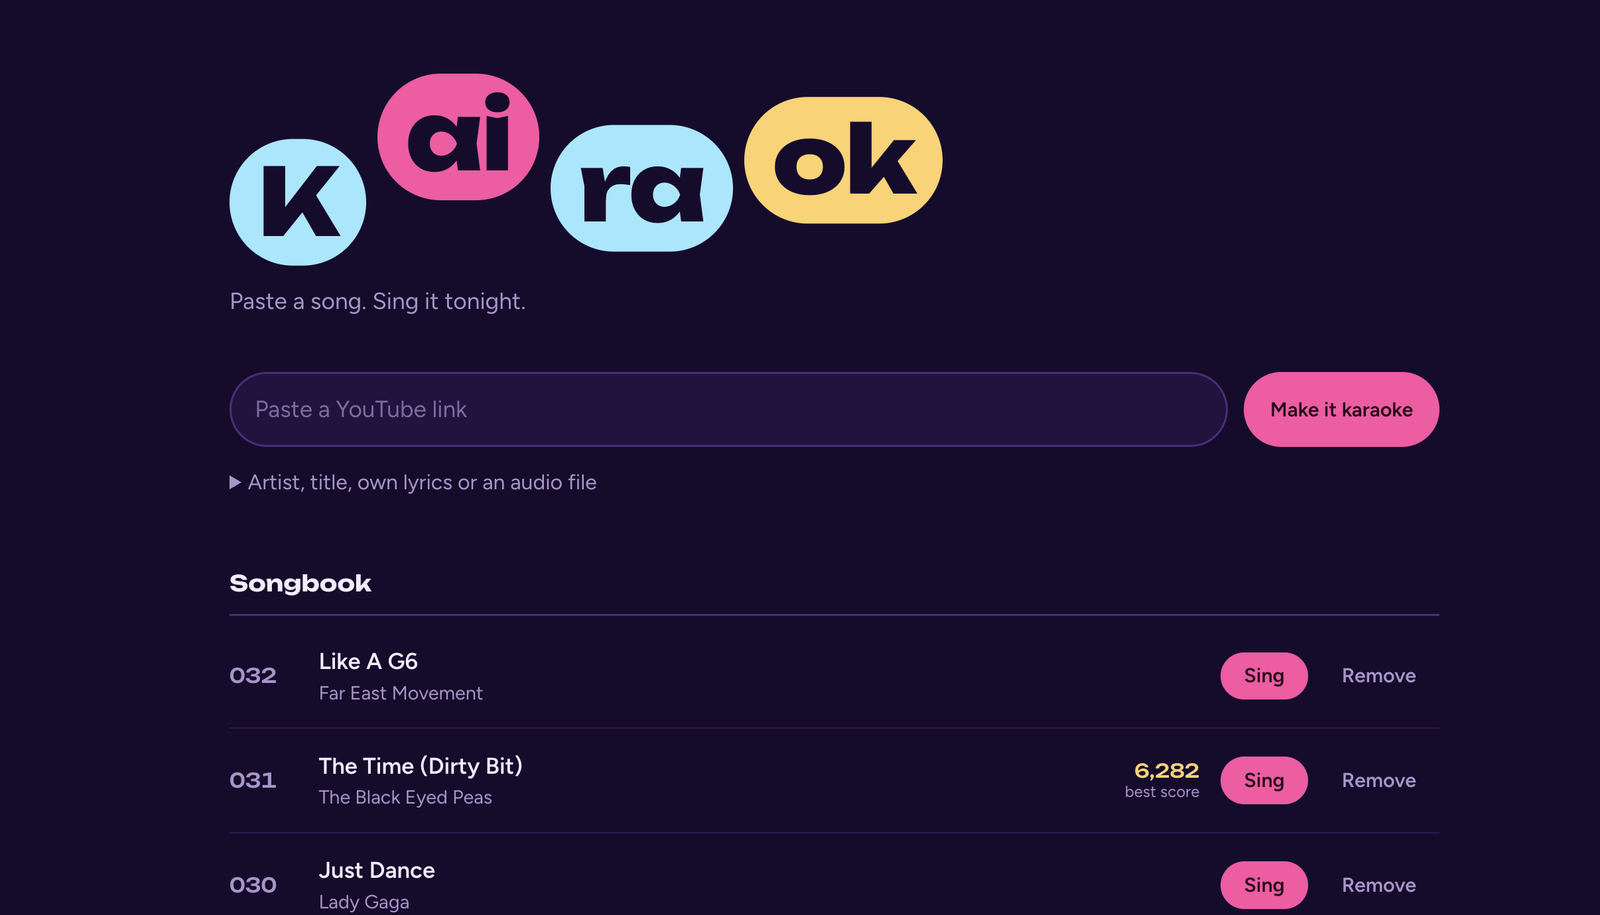 K ai ra ok
Paste a song. Sing it tonight.
Paste a YouTube link
Make it karaoke
▶ Artist, title, own lyrics or an audio file
Songbook
032
Like A G6
Far East Movement
Sing
Remove
031
The Time (Dirty Bit)
The Black Eyed Peas
6,282
best score
Sing
Remove
030
Just Dance
Lady Gaga
Sing
Remove